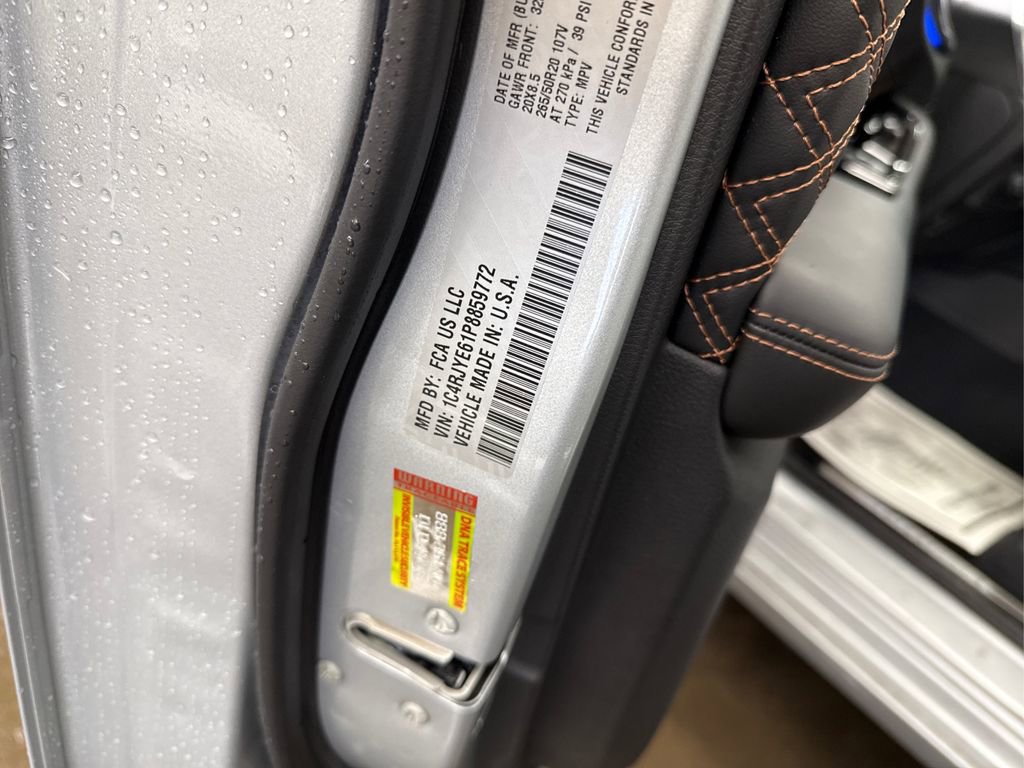 MFD BY: FCA US LLC
VIN: 1C4RJYE61P8859772
VEHICLE MADE IN: U.S.A.
DATE OF MFR
GAWR FRONT:
20X8.5
265/50R20 107V
AT 270 kPa / 39 PSI
TYPE: MPV
THIS VEHICLE CONFOR
STANDARDS IN
WARNING
DNA TRACE SYSTEM